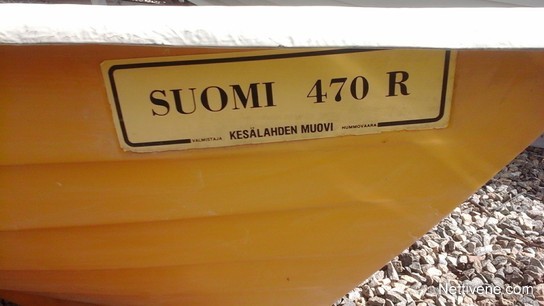 SUOMI 470 R
VALMISTAJA KESÄLAHDEN MUOVI HUMMOVAARA
Nettivene.com